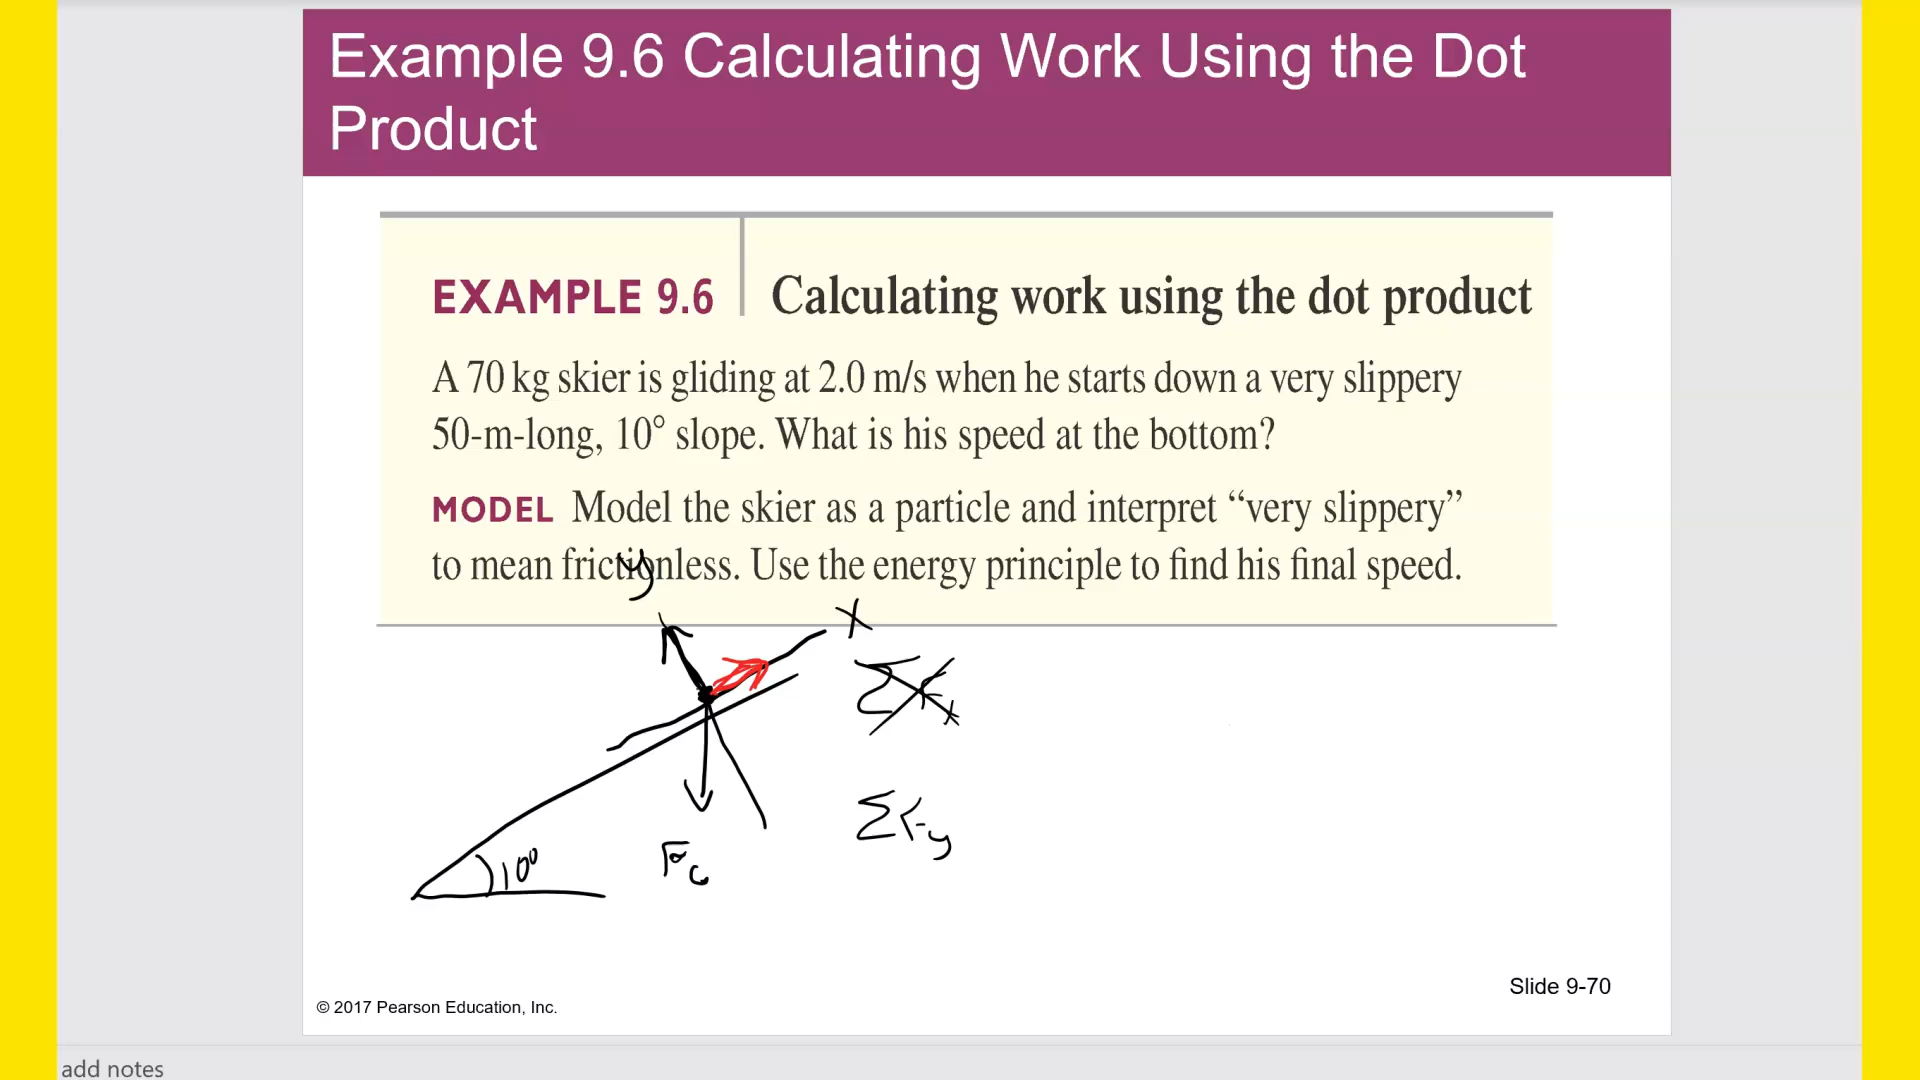 Example 9.6 Calculating Work Using the Dot
Product
EXAMPLE 9.6 Calculating work using the dot product
A 70 kg skier is gliding at 2.0 m/s when he starts down a very slippery
50-m-long, 10° slope. What is his speed at the bottom?
MODEL Model the skier as a particle and interpret “very slippery”
to mean frictionless. Use the energy principle to find his final speed.
y
x
ΣFx
ΣFy
10°
FG
Slide 9-70
© 2017 Pearson Education, Inc.
add notes